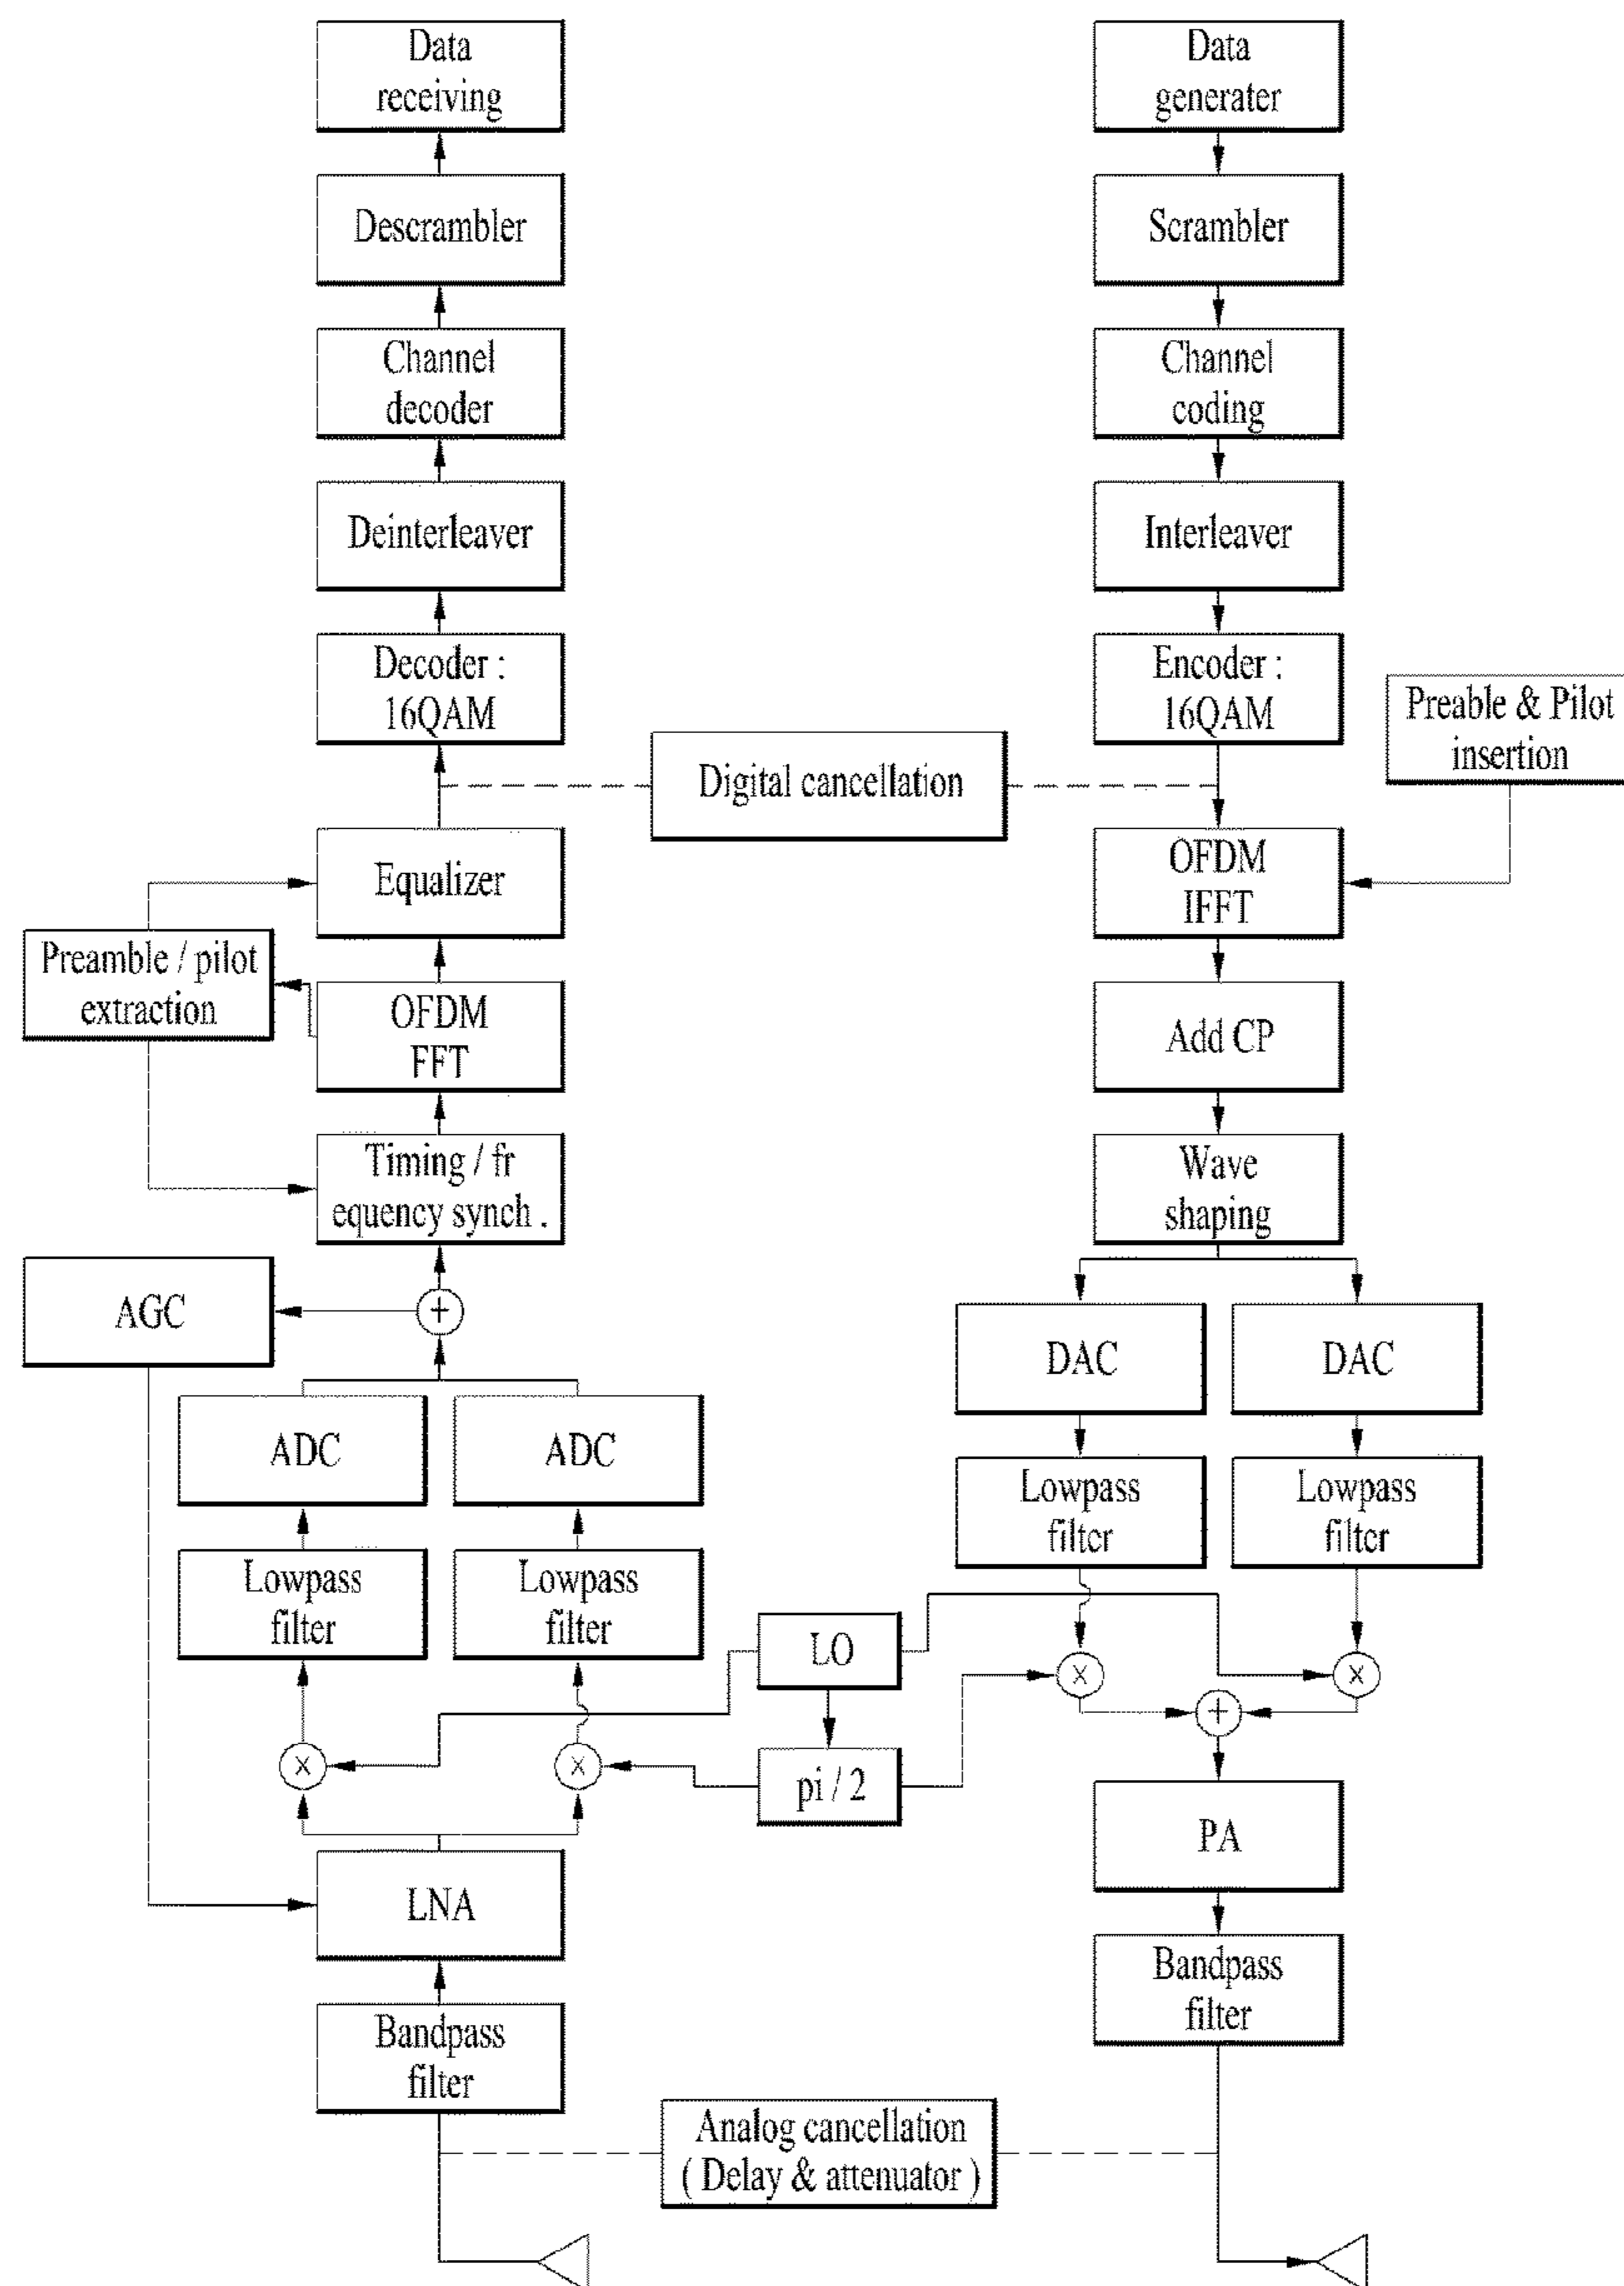 Data
receiving
Data
generater
Descrambler
Scrambler
Channel
decoder
Channel
coding
Deinterleaver
Interleaver
Decoder :
16QAM
Encoder :
16QAM
Preable & Pilot
insertion
Digital cancellation
Equalizer
OFDM
IFFT
Preamble / pilot
extraction
OFDM
FFT
Add CP
Timing / fr
equency synch .
Wave
shaping
AGC
+
DAC
DAC
ADC
ADC
Lowpass
filter
Lowpass
filter
Lowpass
filter
Lowpass
filter
LO
X
X
+
X
X
pi / 2
PA
LNA
Bandpass
filter
Bandpass
filter
Analog cancellation
( Delay & attenuator )